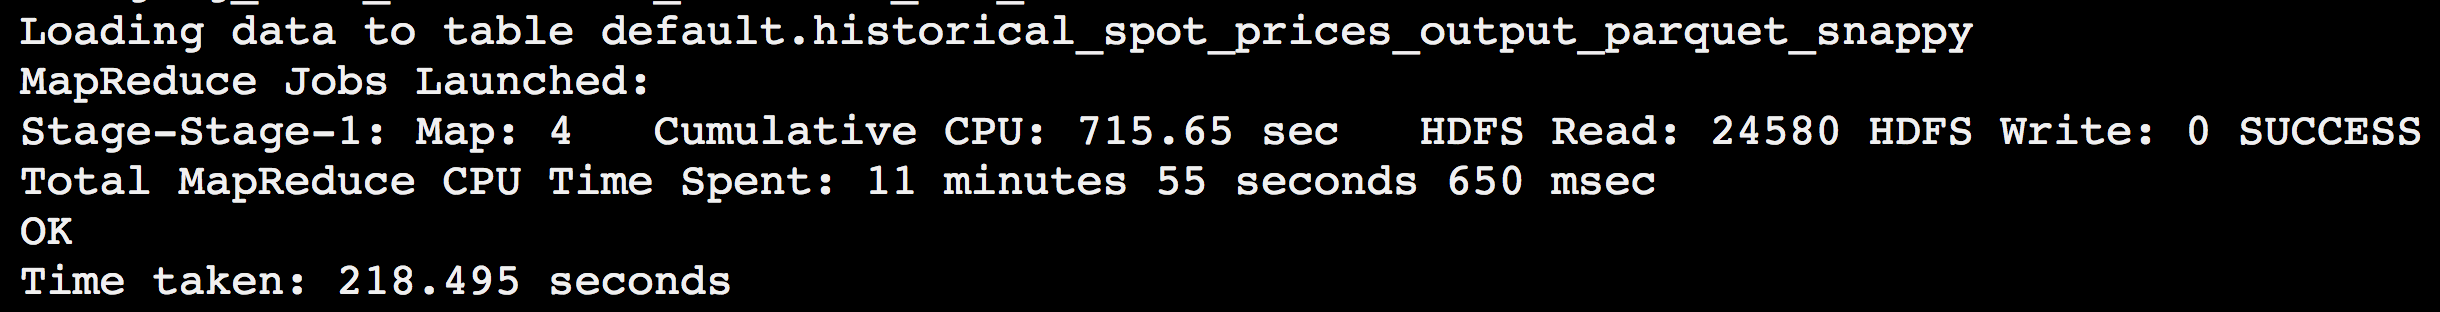 Loading data to table default.historical_spot_prices_output_parquet_snappy
MapReduce Jobs Launched:
Stage-Stage-1: Map: 4   Cumulative CPU: 715.65 sec   HDFS Read: 24580 HDFS Write: 0 SUCCESS
Total MapReduce CPU Time Spent: 11 minutes 55 seconds 650 msec
OK
Time taken: 218.495 seconds